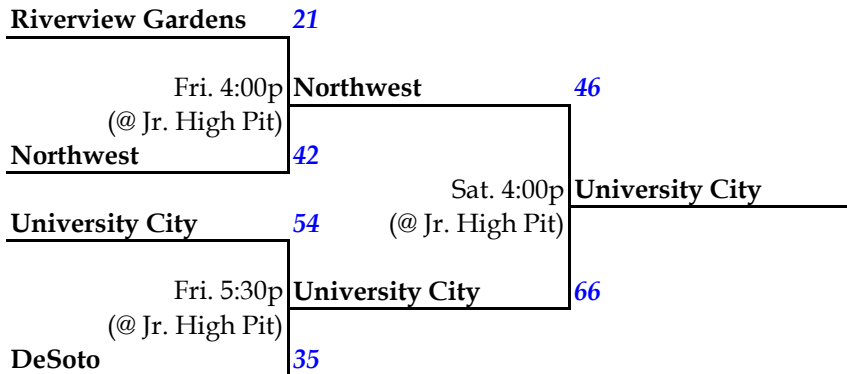 Riverview Gardens 21
Fri. 4:00p Northwest 46
(@ Jr. High Pit)
Northwest 42
Sat. 4:00p University City
University City 54 (@ Jr. High Pit)
Fri. 5:30p University City 66
(@ Jr. High Pit)
DeSoto 35